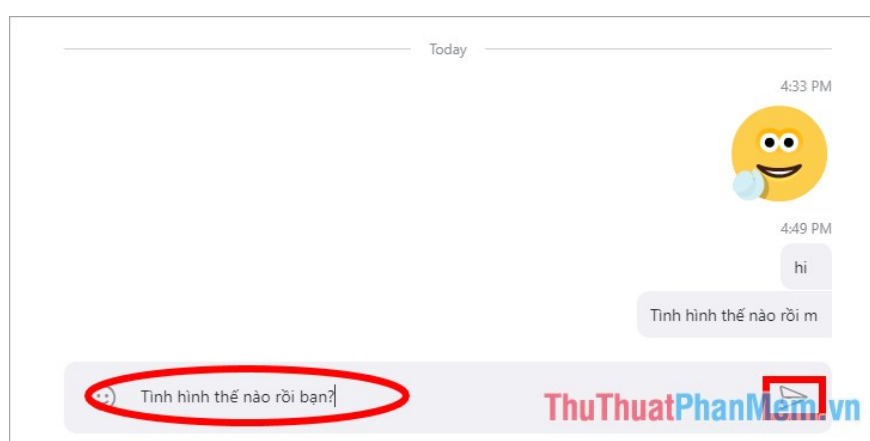 Today
4:33 PM
4:49 PM
hi
Tình hình thế nào rồi m
Tình hình thế nào rồi bạn?
ThuThuatPhanMem.vn